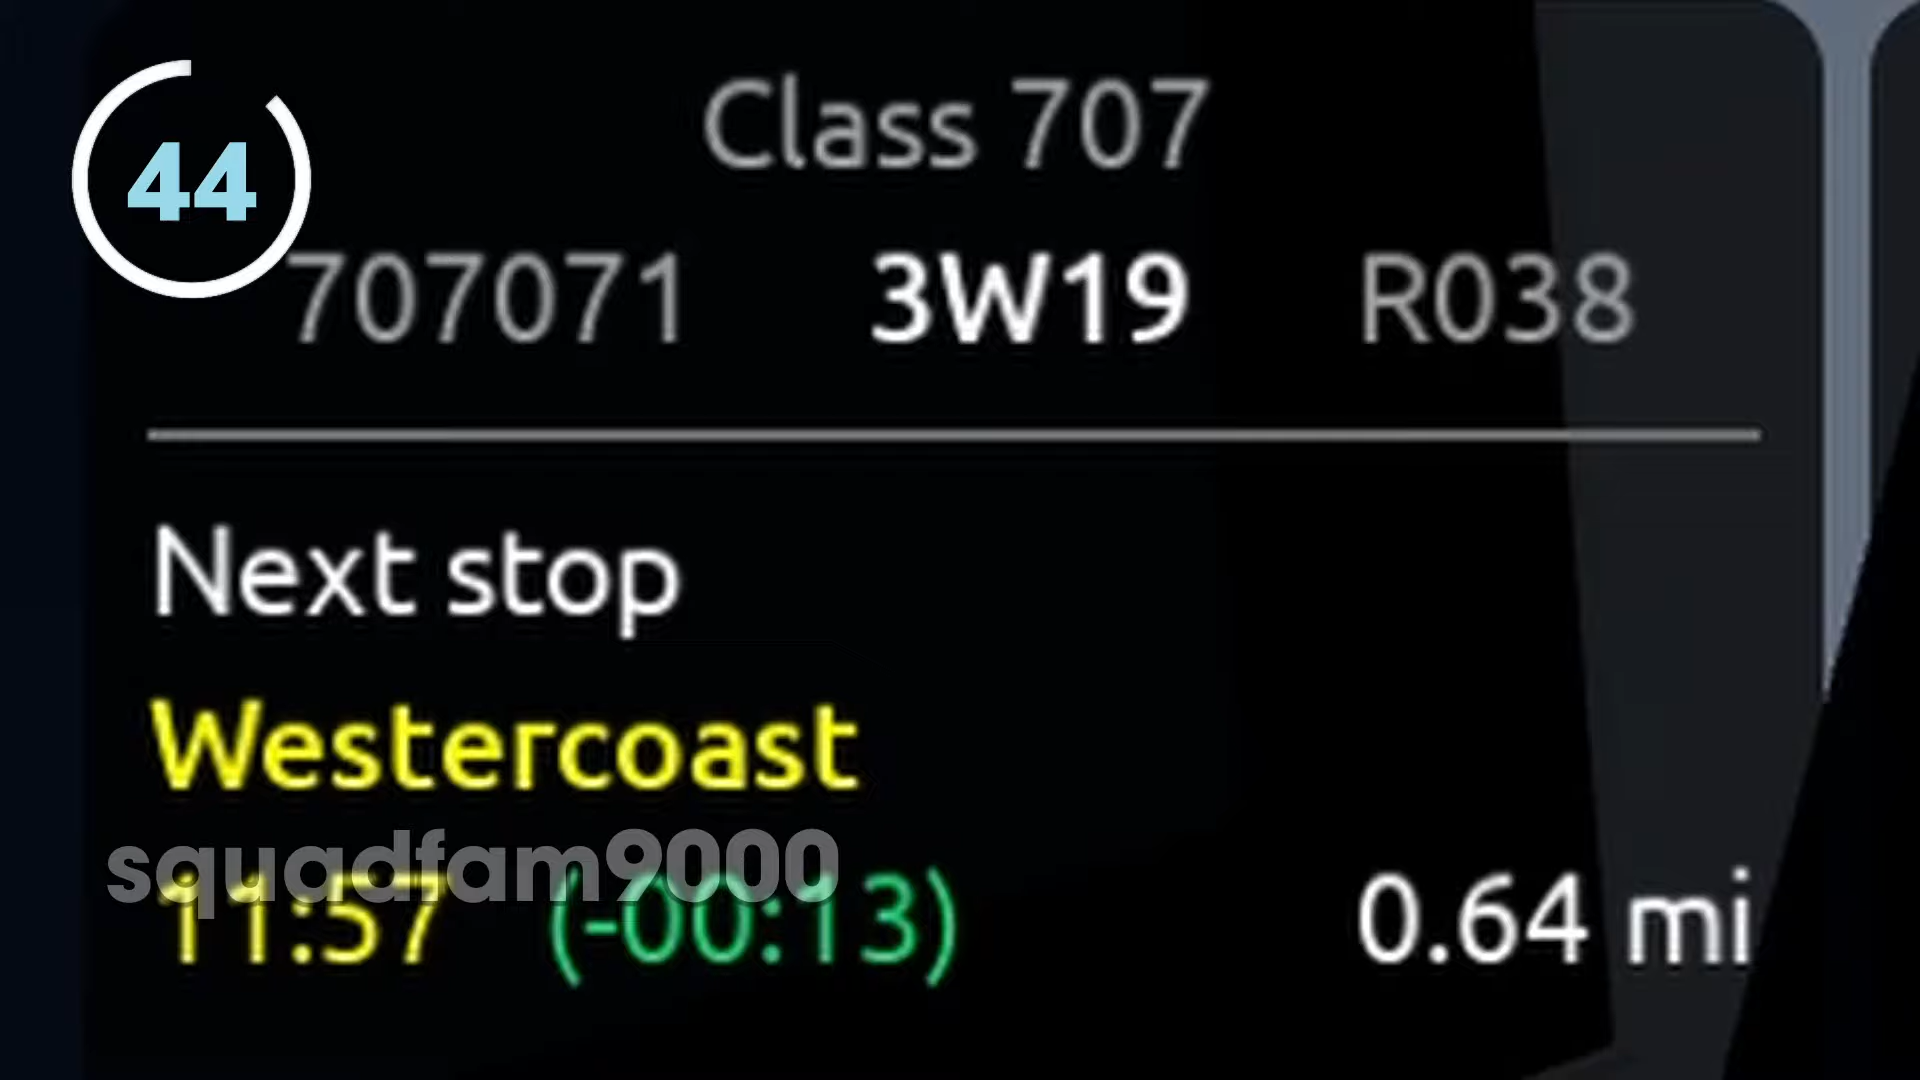 Class 707
44
707071 3W19 R038
Next stop
Westercoast
squadfam9000
11:57 (-00:13) 0.64 mi